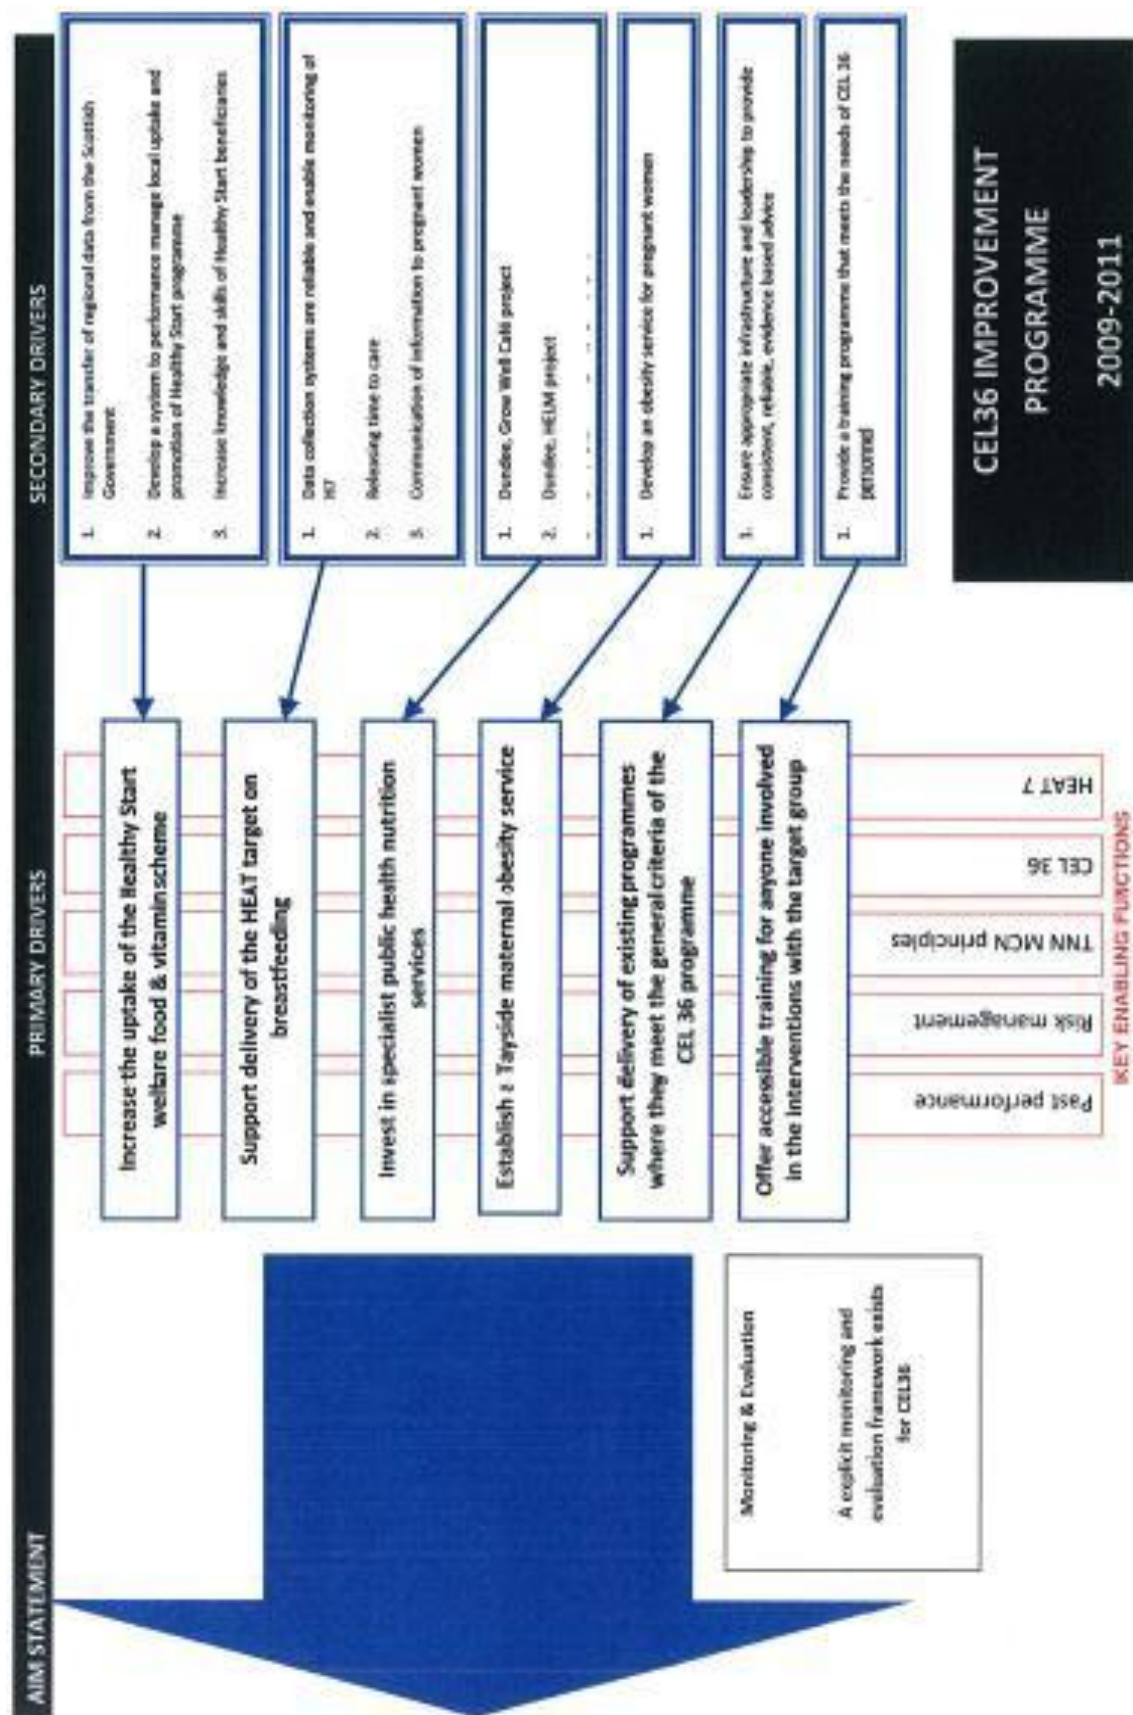 AIM STATEMENT
PRIMARY DRIVERS
SECONDARY DRIVERS
Increase the uptake of the Healthy Start
welfare food & vitamin scheme
Support delivery of the HEAT target on
breastfeeding
Invest in specialist public health nutrition
services
Establish a Tayside maternal obesity service
Support delivery of existing programmes
where they meet the general criteria of the
CEL 36 programme
Offer accessible training for anyone involved
in the interventions with the target group
1. Improve the transfer of regional data from the Scottish
Government
2. Develop a system to performance manage local uptake and
promotion of Healthy Start programme
3. Increase knowledge and skills of Healthy Start beneficiaries
1. Data collection systems are reliable and enable monitoring of
H7
2. Releasing time to care
3. Communication of information to pregnant women
1. Dundee, Grow Well Café project
2. Dundee, HELM project
1. Develop an obesity service for pregnant women
1. Ensure appropriate infrastructure and leadership to provide
consistent, reliable, evidence based advice
1. Provide a training programme that meets the needs of CEL 36
personnel
Monitoring & Evaluation
A explicit monitoring and
evaluation framework exists
for CEL36
Past performance
Risk management
TNN MCN principles
CEL 36
HEAT 7
KEY ENABLING FUNCTIONS
CEL36 IMPROVEMENT
PROGRAMME
2009-2011